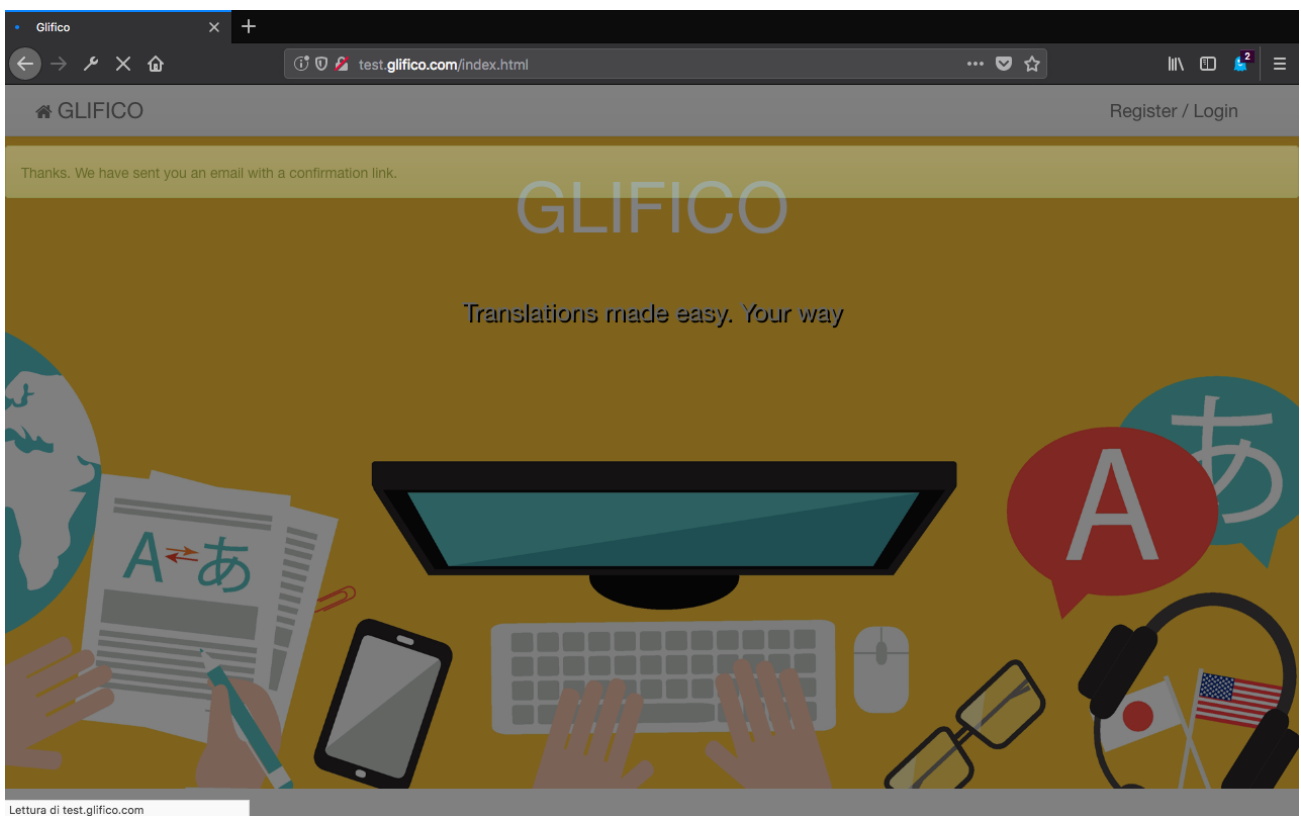 Glifico
test.glifico.com/index.html
2
GLIFICO
Register / Login
Thanks. We have sent you an email with a confirmation link.
GLIFICO
Translations made easy. Your way
A あ
A あ
Lettura di test.glifico.com